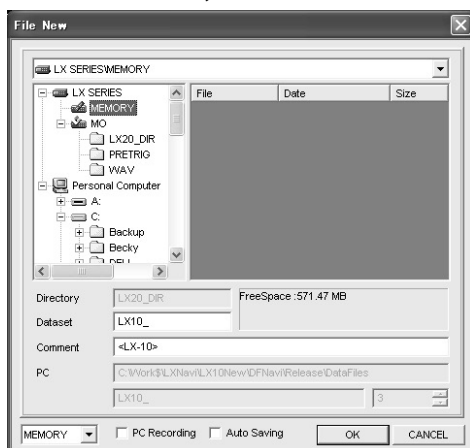 File New
LX SERIES\MEMORY
LX SERIES
MEMORY
MO
LX20_DIR
PRETRIG
WAV
Personal Computer
A:
C:
Backup
Becky
DELL
File Date Size
Directory LX20_DIR FreeSpace :571.47 MB
Dataset LX10_
Comment <LX-10>
PC C:\Work$\LXNavi\LX10New\DFNavi\Release\DataFiles
LX10_ 3
MEMORY PC Recording Auto Saving OK CANCEL